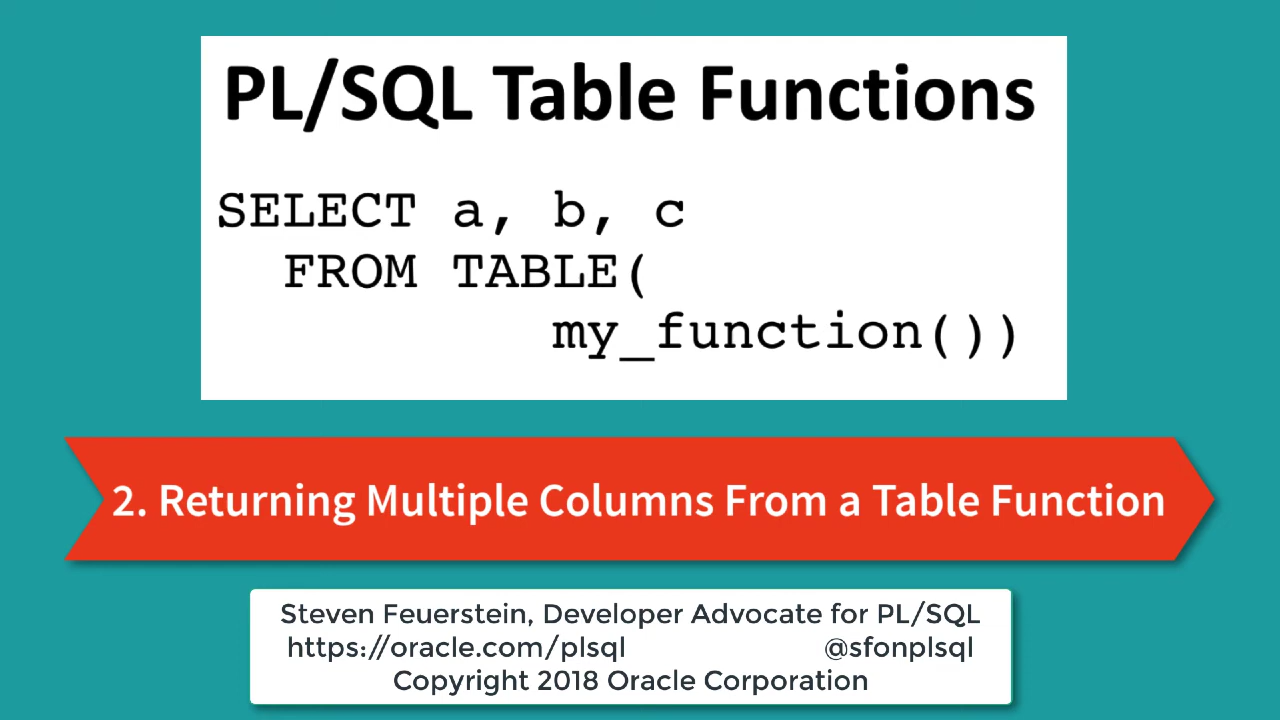 PL/SQL Table Functions
SELECT a, b, c
FROM TABLE(
my_function())
2. Returning Multiple Columns From a Table Function
Steven Feuerstein, Developer Advocate for PL/SQL
https://oracle.com/plsql @sfonplsql
Copyright 2018 Oracle Corporation